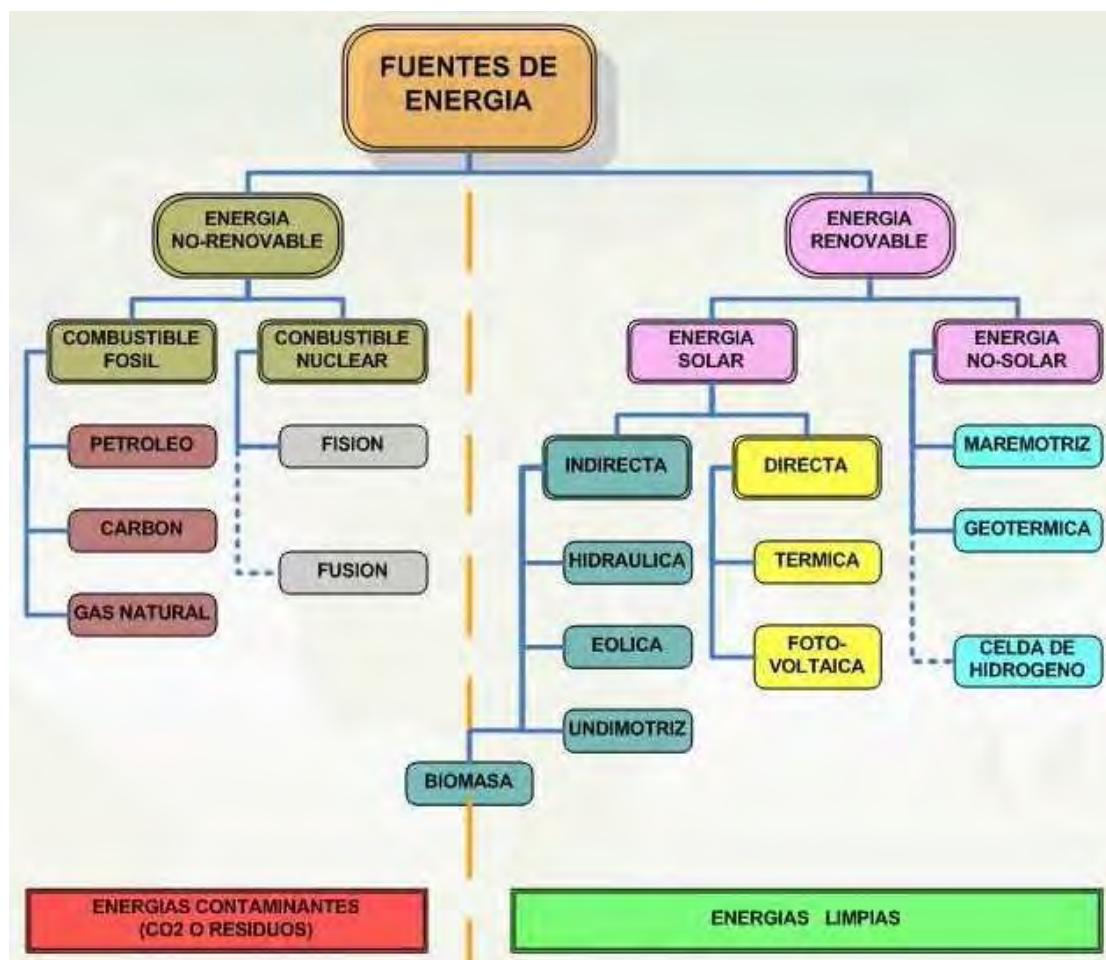 FUENTES DE
ENERGIA
ENERGIA
NO-RENOVABLE
ENERGIA
RENOVABLE
COMBUSTIBLE
FOSIL
CONBUSTIBLE
NUCLEAR
ENERGIA
SOLAR
ENERGIA
NO-SOLAR
PETROLEO
CARBON
GAS NATURAL
FISION
FUSION
INDIRECTA
HIDRAULICA
EOLICA
UNDIMOTRIZ
BIOMASA
DIRECTA
TERMICA
FOTO-
VOLTAICA
MAREMOTRIZ
GEOTERMICA
CELDA DE
HIDROGENO
ENERGIAS CONTAMINANTES
(CO2 O RESIDUOS)
ENERGIAS LIMPIAS